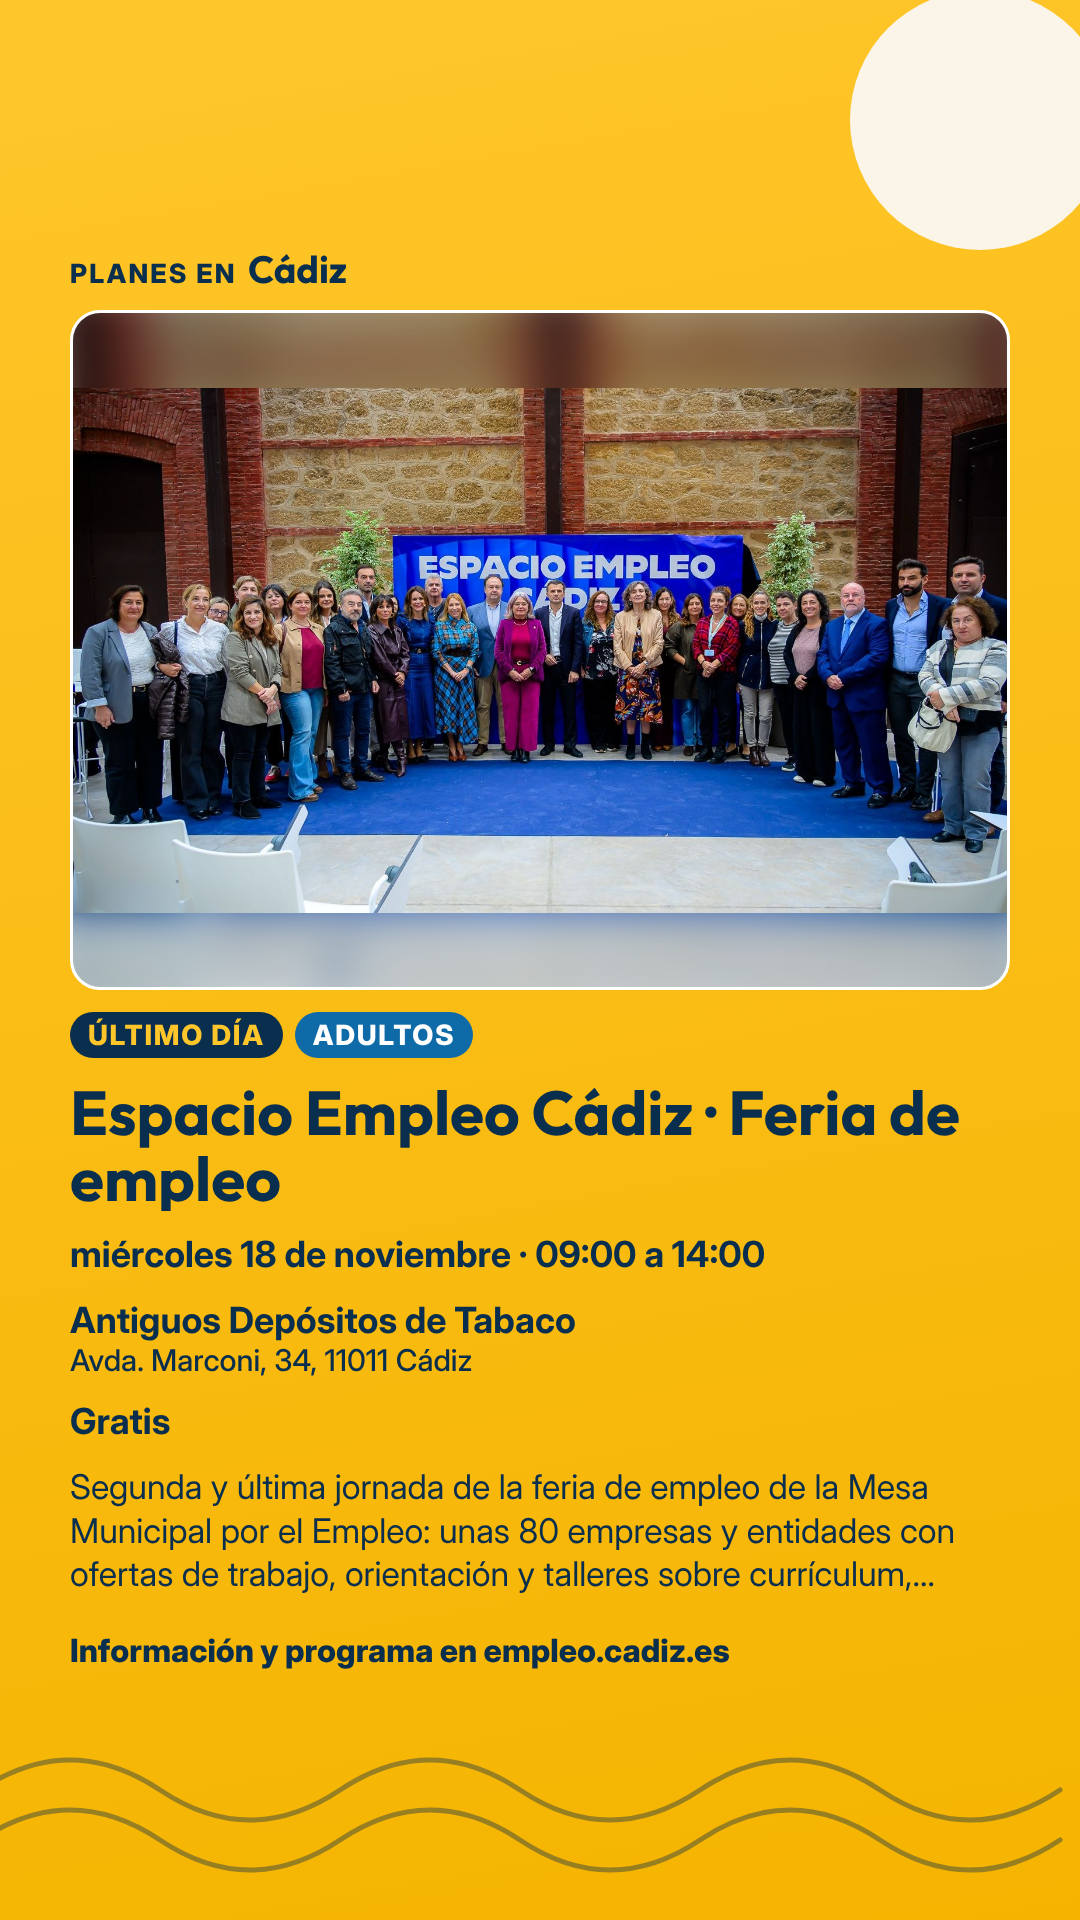 PLANES EN Cádiz
ESPACIO EMPLEO
CÁDIZ
ÚLTIMO DÍA ADULTOS
Espacio Empleo Cádiz · Feria de
empleo
miércoles 18 de noviembre · 09:00 a 14:00
Antiguos Depósitos de Tabaco
Avda. Marconi, 34, 11011 Cádiz
Gratis
Segunda y última jornada de la feria de empleo de la Mesa
Municipal por el Empleo: unas 80 empresas y entidades con
ofertas de trabajo, orientación y talleres sobre currículum,...
Información y programa en empleo.cadiz.es